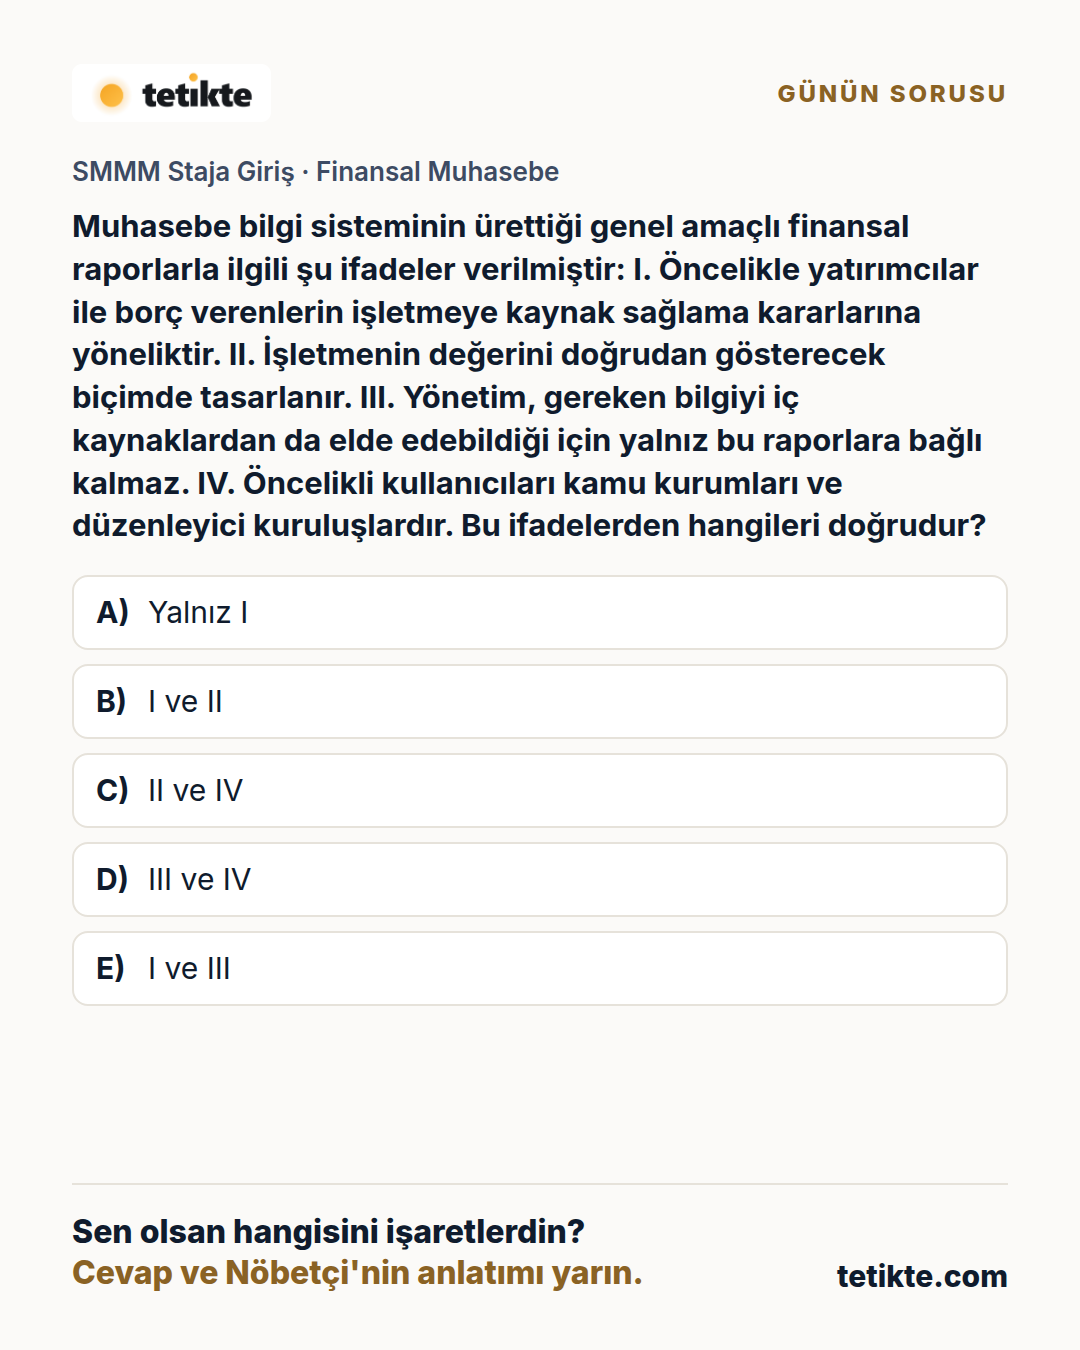 tetikte
GÜNÜN SORUSU
SMMM Staja Giriş · Finansal Muhasebe
Muhasebe bilgi sisteminin ürettiği genel amaçlı finansal
raporlarla ilgili şu ifadeler verilmiştir: I. Öncelikle yatırımcılar
ile borç verenlerin işletmeye kaynak sağlama kararlarına
yöneliktir. II. İşletmenin değerini doğrudan gösterecek
biçimde tasarlanır. III. Yönetim, gereken bilgiyi iç
kaynaklardan da elde edebildiği için yalnız bu raporlara bağlı
kalmaz. IV. Öncelikli kullanıcıları kamu kurumları ve
düzenleyici kuruluşlardır. Bu ifadelerden hangileri doğrudur?
A) Yalnız I
B) I ve II
C) II ve IV
D) III ve IV
E) I ve III
Sen olsan hangisini işaretlerdin?
Cevap ve Nöbetçi'nin anlatımı yarın.
tetikte.com